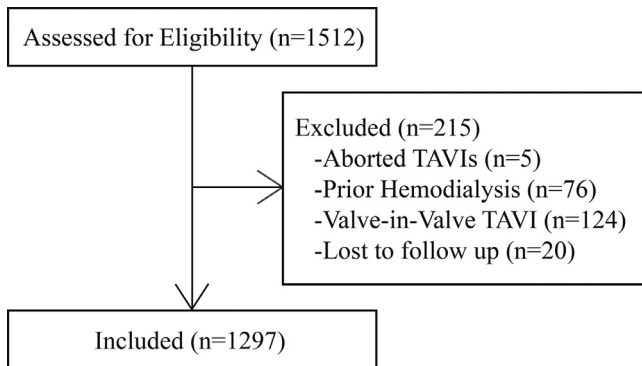 Assessed for Eligibility (n=1512)
Excluded (n=215)
-Aborted TAVIs (n=5)
-Prior Hemodialysis (n=76)
-Valve-in-Valve TAVI (n=124)
-Lost to follow up (n=20)
Included (n=1297)